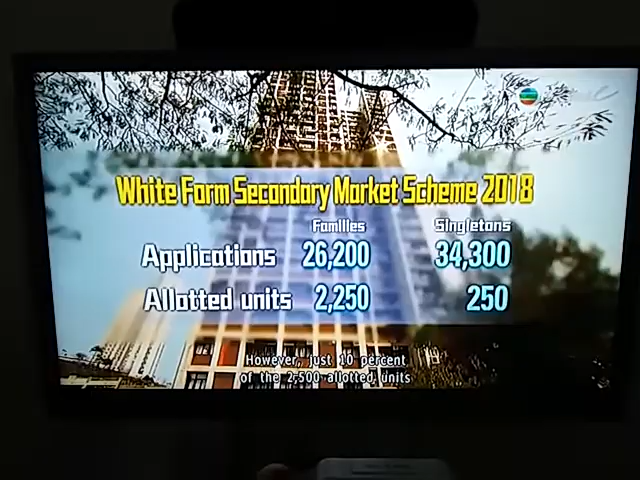 White Form Secondary Market Scheme 2018
Families Singletons
Applications 26,200 34,300
Allotted units 2,250 250
However, just 10 percent
of the 2,500 allotted units